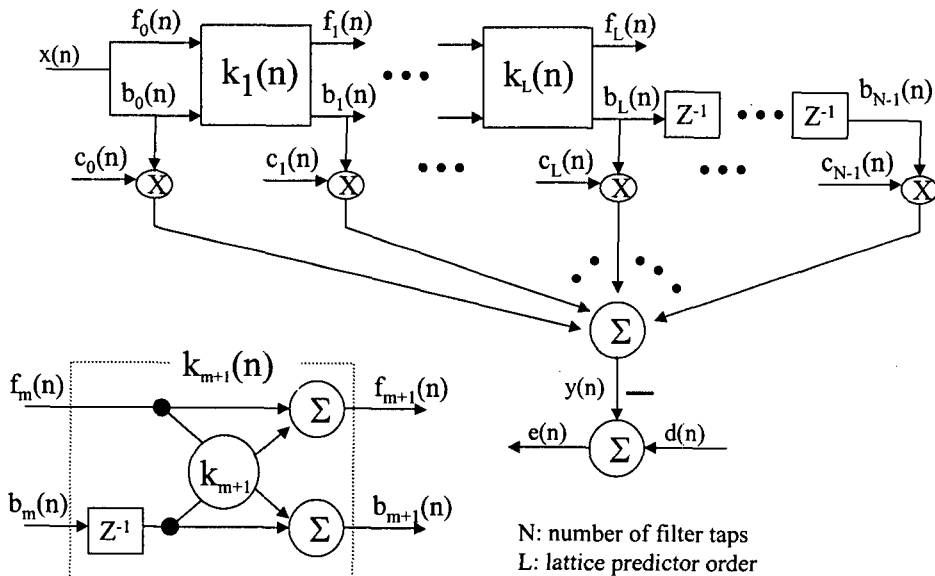 f₀(n) f₁(n) f_L(n)
x(n)
k₁(n) k_L(n)
b₀(n) b₁(n) b_L(n) b_{N-1}(n)
Z⁻¹ Z⁻¹
c₀(n) c₁(n) c_L(n) c_{N-1}(n)
X X X X
Σ
k_{m+1}(n)
f_m(n) f_{m+1}(n)
Σ
y(n) —
e(n) Σ d(n)
k_{m+1}
b_m(n) b_{m+1}(n)
Z⁻¹ Σ
N: number of filter taps
L: lattice predictor order